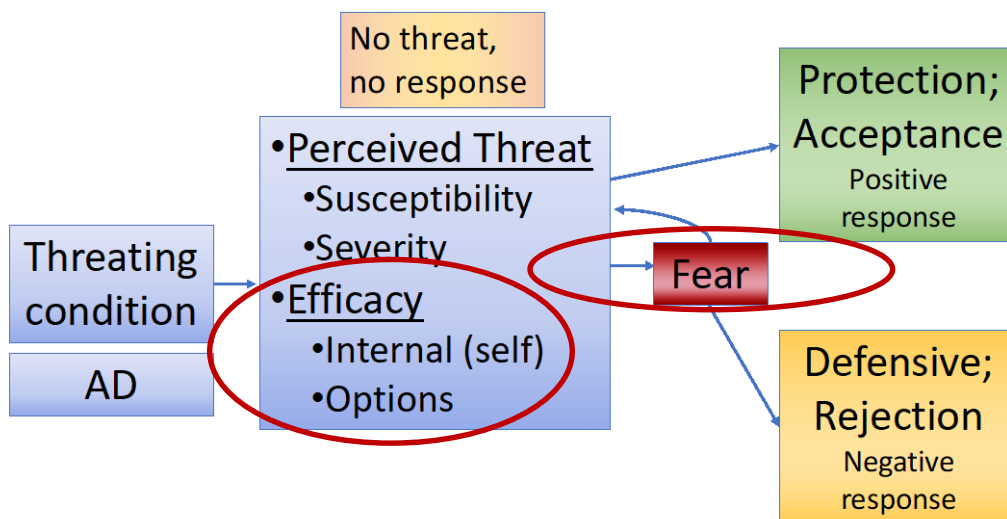 No threat,
no response
•Perceived Threat
•Susceptibility
•Severity
•Efficacy
•Internal (self)
•Options
Threating
condition
AD
Fear
Protection;
Acceptance
Positive
response
Defensive;
Rejection
Negative
response